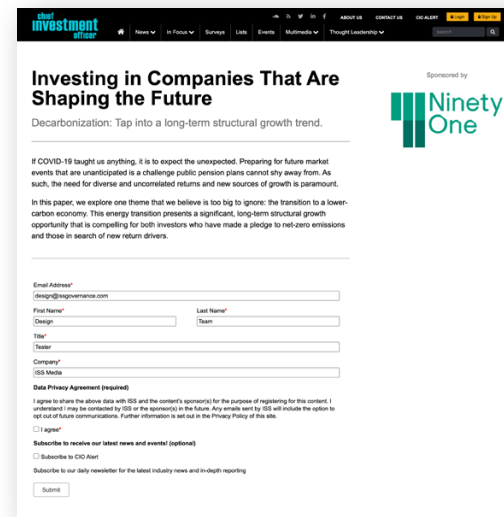 chief
investment
officer
ABOUT US
CONTACT US
CIO ALERT
Login
Sign Up
News
In Focus
Surveys
Lists
Events
Multimedia
Thought Leadership
search
Investing in Companies That Are
Shaping the Future
Decarbonization: Tap into a long-term structural growth trend.
Sponsored by
Ninety
One
If COVID-19 taught us anything, it is to expect the unexpected. Preparing for future market
events that are unanticipated is a challenge public pension plans cannot shy away from. As
such, the need for diverse and uncorrelated returns and new sources of growth is paramount.
In this paper, we explore one theme that we believe is too big to ignore: the transition to a lower-
carbon economy. This energy transition presents a significant, long-term structural growth
opportunity that is compelling for both investors who have made a pledge to net-zero emissions
and those in search of new return drivers.
Email Address*
design@issgovernance.com
First Name*
Last Name*
Design
Team
Title*
Tester
Company*
ISS Media
Data Privacy Agreement (required)
I agree to share the above data with ISS and the content's sponsor(s) for the purpose of registering for this content. I
understand I may be contacted by ISS or the sponsor(s) in the future. Any emails sent by ISS will include the option to
opt out of future communications. Further information is set out in the Privacy Policy of this site.
I agree*
Subscribe to receive our latest news and events! (optional)
Subscribe to CIO Alert
Subscribe to our daily newsletter for the latest industry news and in-depth reporting
Submit